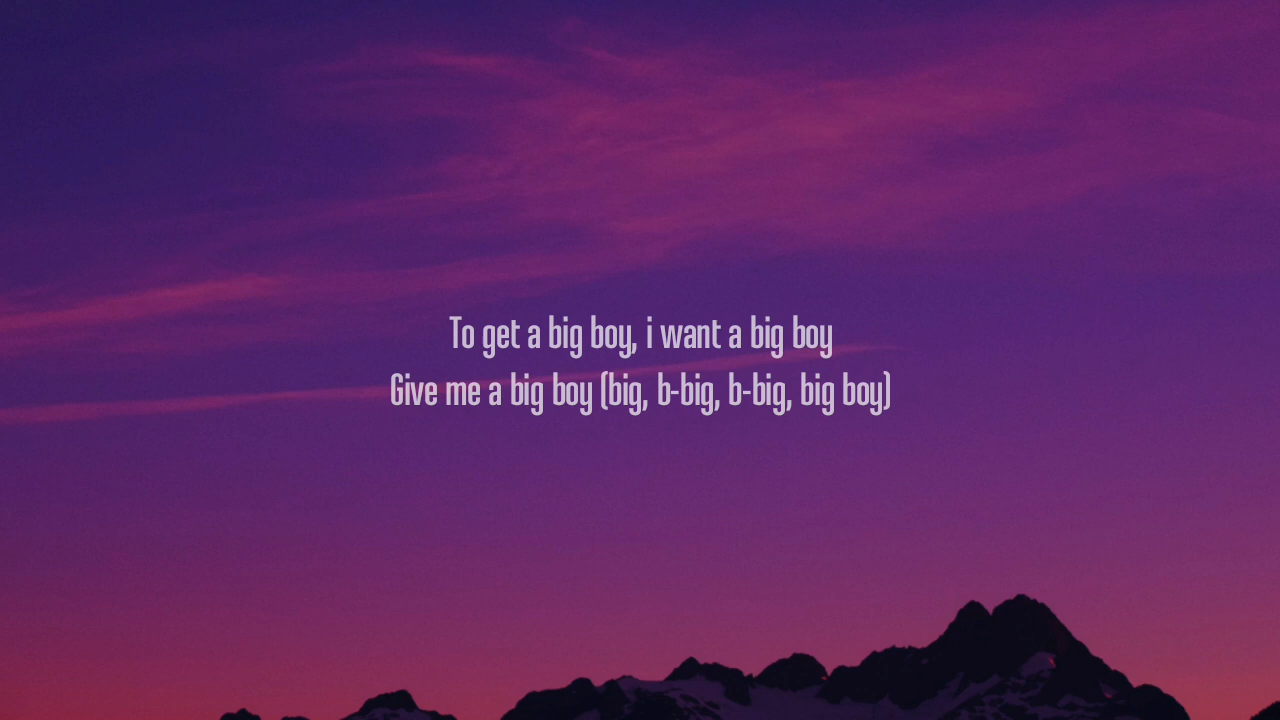 To get a big boy, i want a big boy
Give me a big boy (big, b-big, b-big, big boy)